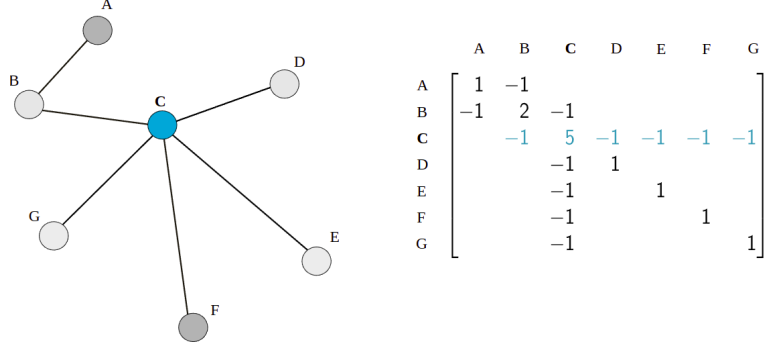 A
B
C
D
G
E
F
A B C D E F G
A 1 −1
B −1 2 −1
C −1 5 −1 −1 −1 −1
D −1 1
E −1 1
F −1 1
G −1 1